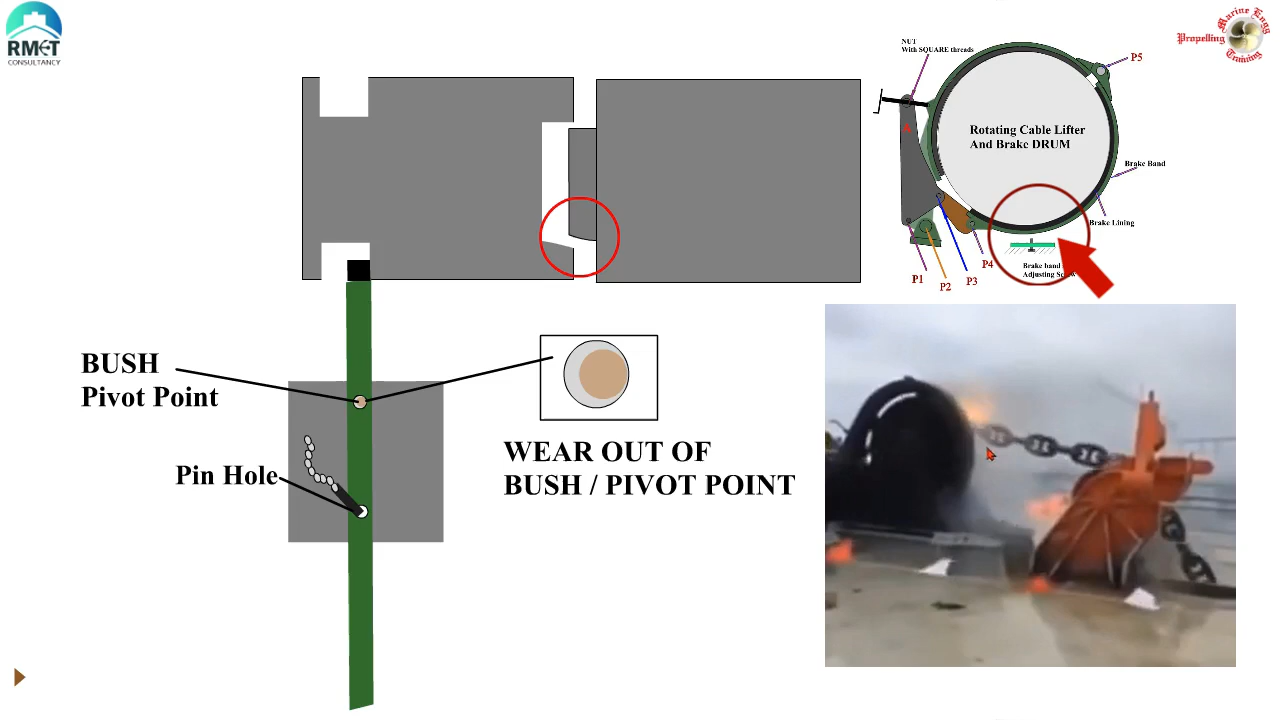 RMET
CONSULTANCY
Marine Engg
Propelling
Training
NUT
With SQUARE threads
P5
A
Rotating Cable Lifter
And Brake DRUM
Brake Band
Brake Lining
P4
P1
P2
P3
Brake band
Adjusting Screw
BUSH
Pivot Point
Pin Hole
WEAR OUT OF
BUSH / PIVOT POINT